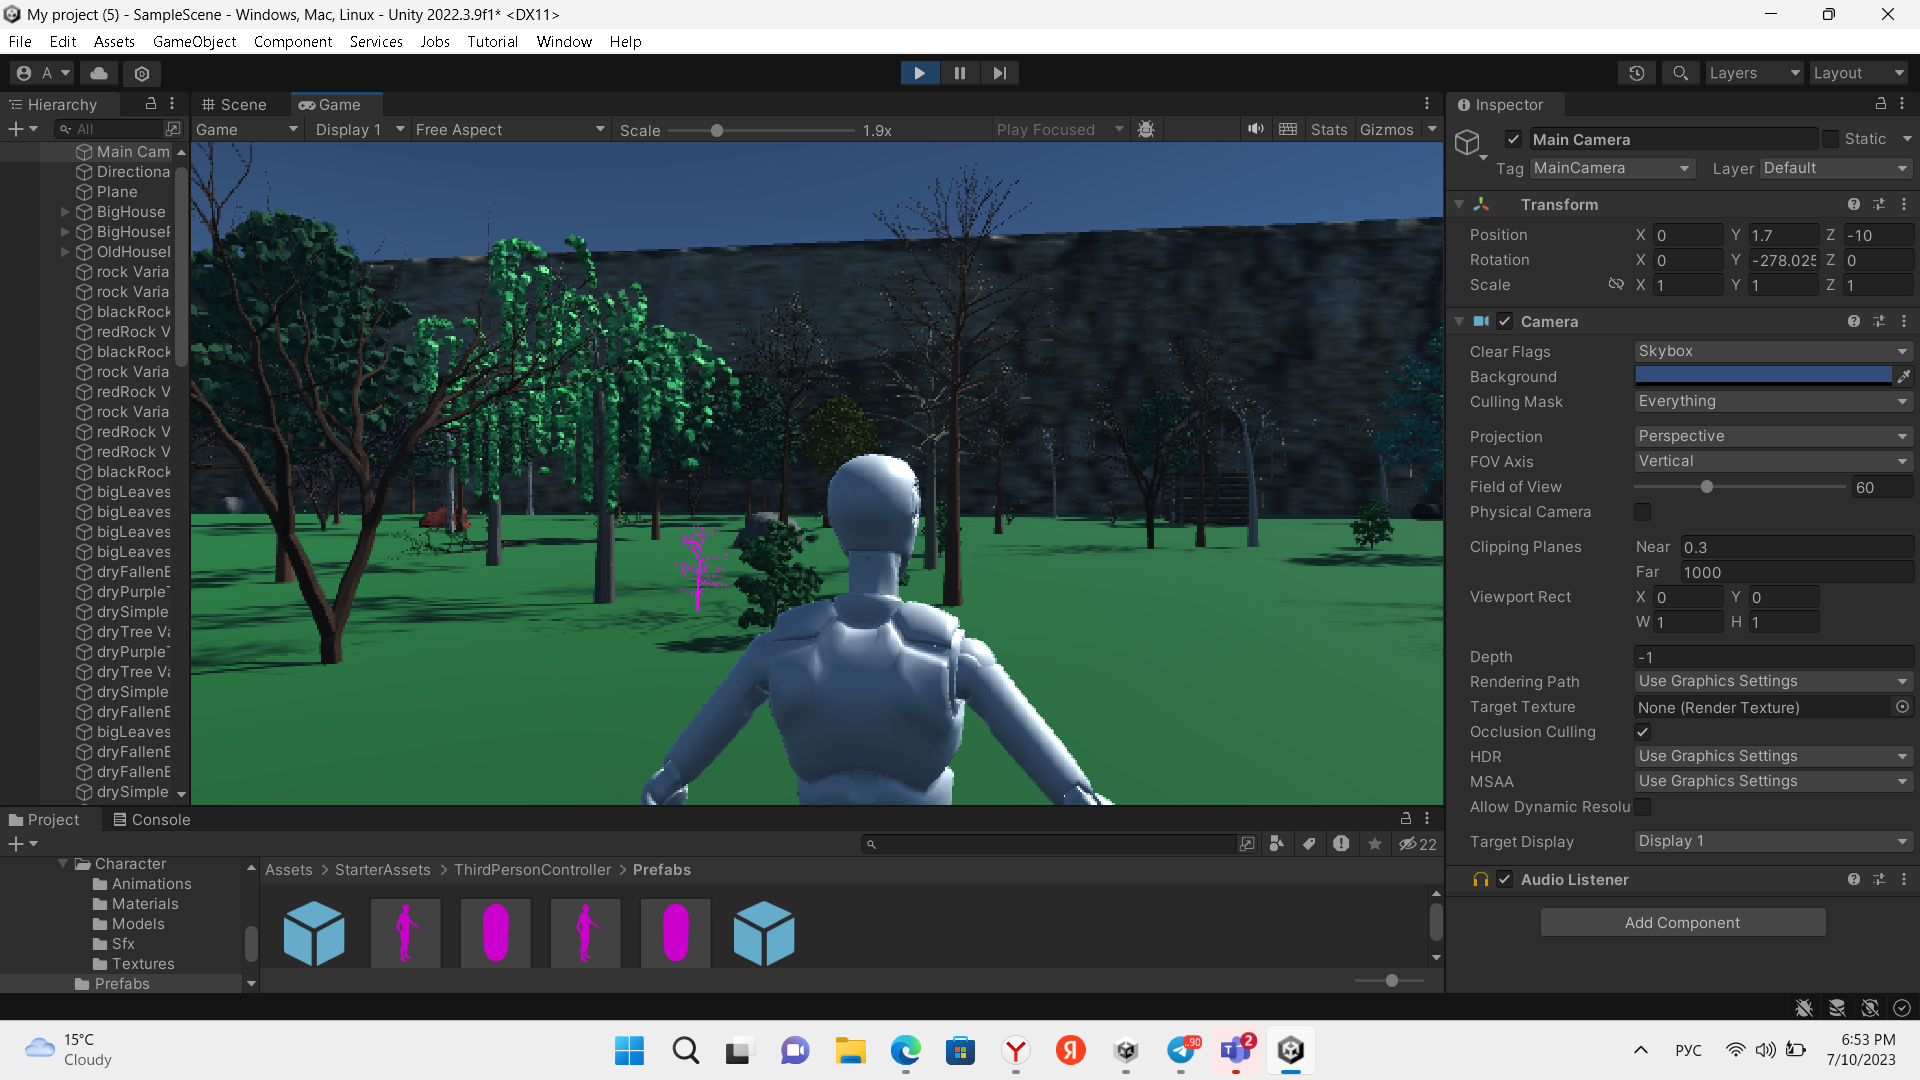 My project (5) - SampleScene - Windows, Mac, Linux - Unity 2022.3.9f1* <DX11>
File Edit Assets GameObject Component Services Jobs Tutorial Window Help
A Layers Layout
Hierarchy Scene Game Inspector
All Game Display 1 Free Aspect Scale 1.9x Play Focused Stats Gizmos
Main Cam
Directiona
Plane
BigHouse
BigHouseF
OldHouseF
rock Varia
rock Varia
blackRock
redRock V
blackRock
rock Varia
redRock V
rock Varia
redRock V
redRock V
blackRock
bigLeaves
bigLeaves
bigLeaves
bigLeaves
dryFallenB
dryPurpleT
drySimple
dryTree Va
dryPurpleT
dryTree Va
drySimple
dryFallenB
bigLeaves
dryFallenB
dryFallenB
drySimple
Main Camera Static
Tag MainCamera Layer Default
Transform
Position X 0 Y 1.7 Z -10
Rotation X 0 Y -278.025 Z 0
Scale X 1 Y 1 Z 1
Camera
Clear Flags Skybox
Background
Culling Mask Everything
Projection Perspective
FOV Axis Vertical
Field of View 60
Physical Camera
Clipping Planes Near 0.3
Far 1000
Viewport Rect X 0 Y 0
W 1 H 1
Depth -1
Rendering Path Use Graphics Settings
Target Texture None (Render Texture)
Occlusion Culling
HDR Use Graphics Settings
MSAA Use Graphics Settings
Allow Dynamic Resolu
Target Display Display 1
Audio Listener
Add Component
Project Console
22
Character
Animations
Materials
Models
Sfx
Textures
Prefabs
Assets > StarterAssets > ThirdPersonController > Prefabs
15°C
Cloudy
Я
90
2
РУС
6:53 PM
7/10/2023